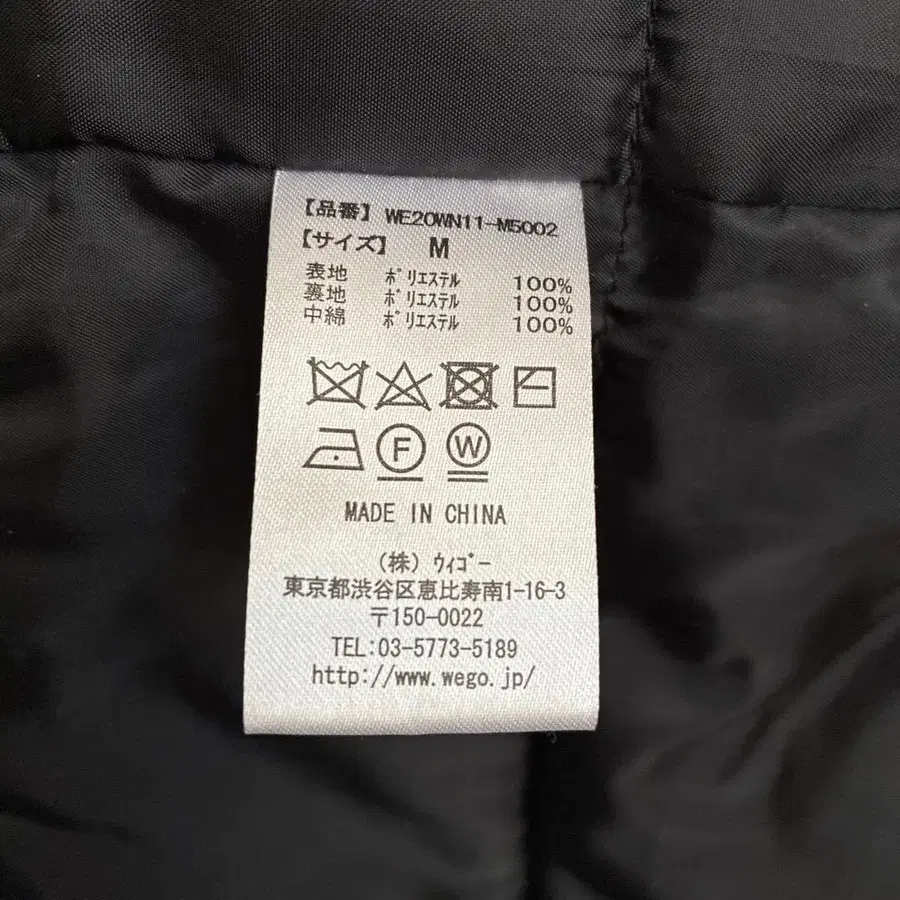 【品番】 WE20WN11-M5002
【サイズ】 M
表地 ポリエステル 100%
裏地 ポリエステル 100%
中綿 ポリエステル 100%
F W
MADE IN CHINA
(株) ウィゴー
東京都渋谷区恵比寿南1-16-3
〒150-0022
TEL:03-5773-5189
http://www.wego.jp/